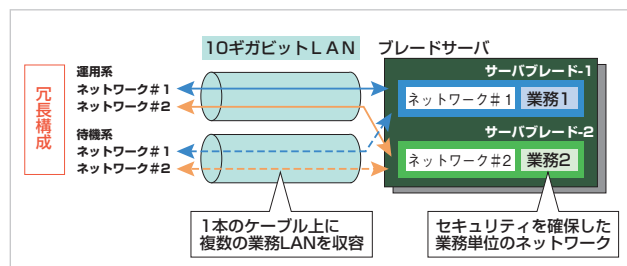 10ギガビットＬＡＮ
ブレードサーバ
冗長構成
運用系
ネットワーク＃1
ネットワーク＃2
待機系
ネットワーク＃1
ネットワーク＃2
サーバブレード-1
ネットワーク＃1
業務1
サーバブレード-2
ネットワーク＃2
業務2
1本のケーブル上に
複数の業務LANを収容
セキュリティを確保した
業務単位のネットワーク